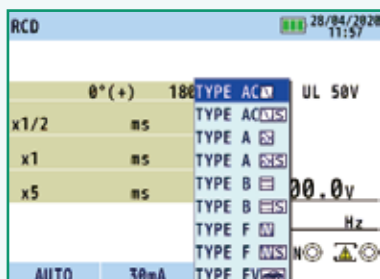 RCD 28/04/2020
11:57
0°(+) 180 TYPE AC UL 50V
x1/2 ms TYPE AC S
x1 ms TYPE A
TYPE A S
x5 ms TYPE B 00.0v
TYPE B S
TYPE F Hz
TYPE F S N
AUTO 30mA TYPE EV